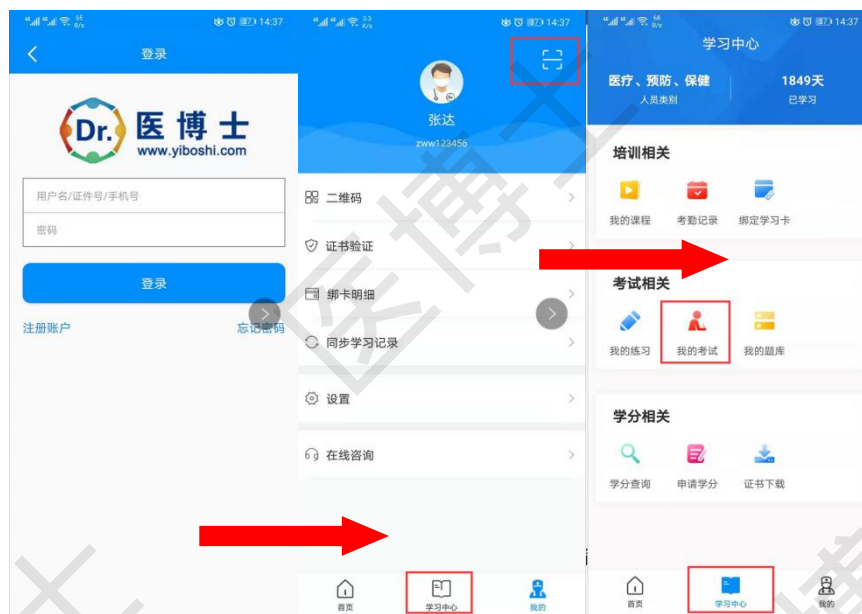 14:37
登录
Dr.
医博士
www.yiboshi.com
用户名/证件号/手机号
密码
登录
注册账户
忘记密码
14:37
张达
zww123456
二维码
证书验证
绑卡明细
同步学习记录
设置
在线咨询
首页
学习中心
我的
14:37
学习中心
医疗、预防、保健
1849天
人员类别
已学习
培训相关
我的课程
考勤记录
绑定学习卡
考试相关
我的练习
我的考试
我的题库
学分相关
学分查询
申请学分
证书下载
首页
学习中心
我的
医博士